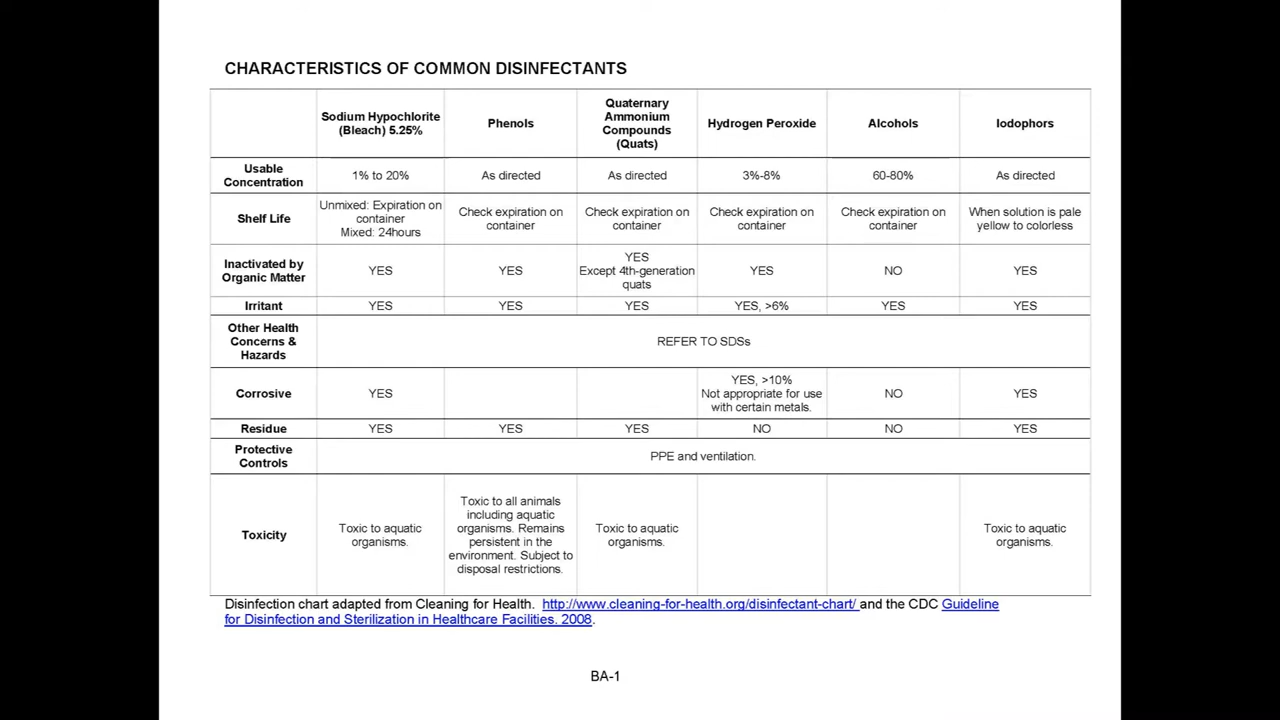 CHARACTERISTICS OF COMMON DISINFECTANTS
Sodium Hypochlorite
(Bleach) 5.25%
Phenols
Quaternary
Ammonium
Compounds
(Quats)
Hydrogen Peroxide
Alcohols
Iodophors
Usable
Concentration
1% to 20%
As directed
As directed
3%-8%
60-80%
As directed
Shelf Life
Unmixed: Expiration on
container
Mixed: 24hours
Check expiration on
container
Check expiration on
container
Check expiration on
container
Check expiration on
container
When solution is pale
yellow to colorless
Inactivated by
Organic Matter
YES
YES
YES
Except 4th-generation
quats
YES
NO
YES
Irritant
YES
YES
YES
YES, >6%
YES
YES
Other Health
Concerns &
Hazards
REFER TO SDSs
Corrosive
YES
YES, >10%
Not appropriate for use
with certain metals.
NO
YES
Residue
YES
YES
YES
NO
NO
YES
Protective
Controls
PPE and ventilation.
Toxicity
Toxic to aquatic
organisms.
Toxic to all animals
including aquatic
organisms. Remains
persistent in the
environment. Subject to
disposal restrictions.
Toxic to aquatic
organisms.
Toxic to aquatic
organisms.
Disinfection chart adapted from Cleaning for Health. http://www.cleaning-for-health.org/disinfectant-chart/ and the CDC Guideline
for Disinfection and Sterilization in Healthcare Facilities. 2008.
BA-1